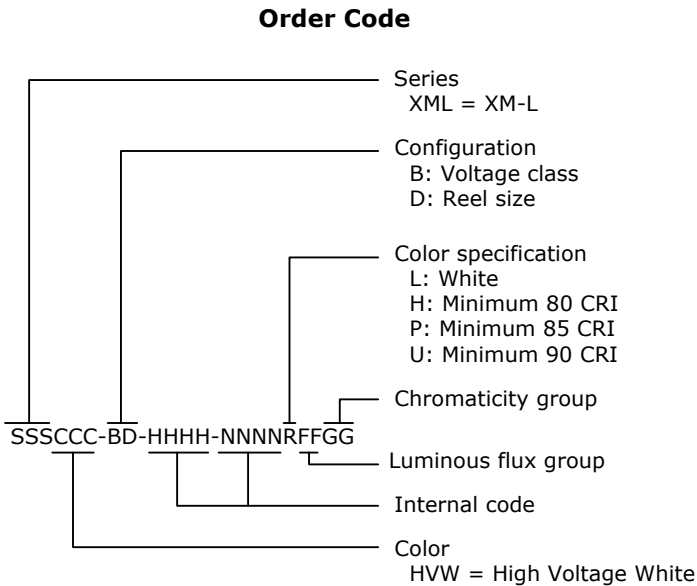 Order Code
Series
XML = XM-L
Configuration
B: Voltage class
D: Reel size
Color specification
L: White
H: Minimum 80 CRI
P: Minimum 85 CRI
U: Minimum 90 CRI
Chromaticity group
SSSCCC-BD-HHHH-NNNNRFFGG
Luminous flux group
Internal code
Color
HVW = High Voltage White